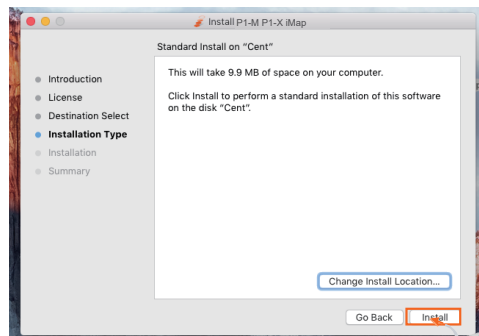 Install P1-M P1-X iMap
Standard Install on “Cent”
Introduction
License
Destination Select
Installation Type
Installation
Summary
This will take 9.9 MB of space on your computer.
Click Install to perform a standard installation of this software
on the disk “Cent”.
Change Install Location...
Go Back
Install